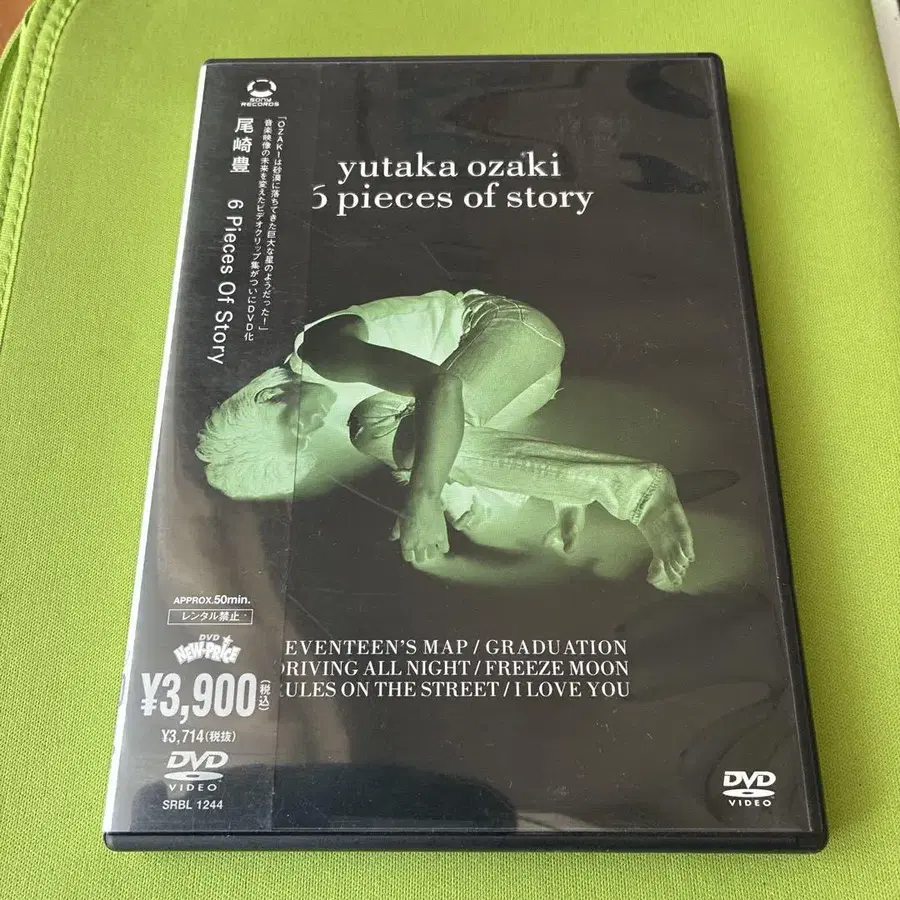 SONY
RECORDS
「OZAKIは砂漠に落ちてきた巨大な星のようだった!」
音楽映像の未来を変えたビデオクリップ集がついにDVD化
尾崎豊 6 Pieces Of Story
yutaka ozaki
6 pieces of story
APPROX.50min.
レンタル禁止
DVD
NEW-PRICE
¥3,900(税込)
¥3,714(税抜)
DVD
VIDEO
SRBL 1244
EVENTEEN'S MAP / GRADUATION
DRIVING ALL NIGHT / FREEZE MOON
RULES ON THE STREET / I LOVE YOU
DVD
VIDEO